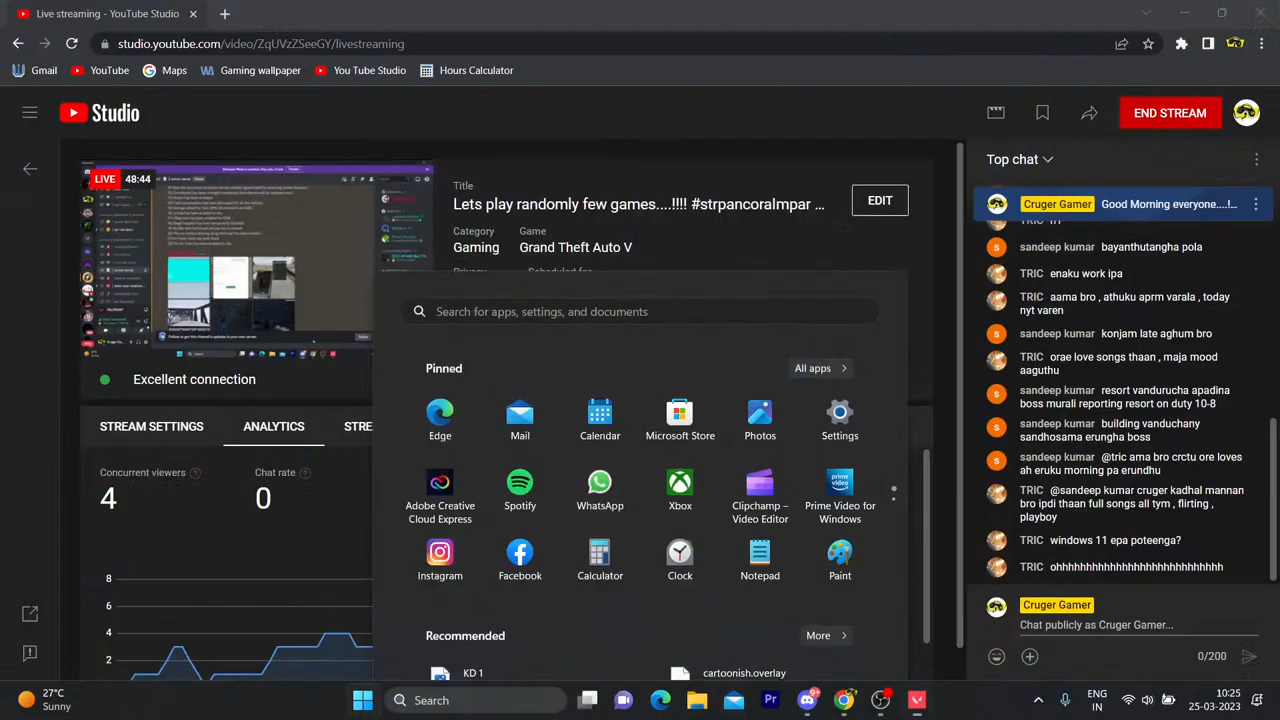 Live streaming - YouTube Studio
studio.youtube.com/video/ZqUVzZSeeGY/livestreaming
Gmail YouTube Maps Gaming wallpaper You Tube Studio Hours Calculator
Studio
END STREAM
LIVE 48:44
Title
Lets play randomly few games....!!!! #strpancoralmpar
IT
Category Game
Gaming Grand Theft Auto V
Excellent connection
STREAM SETTINGS ANALYTICS STRE
Concurrent viewers Chat rate
4 0
8
6
4
2
Search for apps, settings, and documents
Pinned All apps
Edge Mail Calendar Microsoft Store Photos Settings
Adobe Creative Cloud Express Spotify WhatsApp Xbox Clipchamp – Video Editor Prime Video for Windows
Instagram Facebook Calculator Clock Notepad Paint
Recommended More
KD 1 cartoonish.overlay
Top chat
Cruger Gamer Good Morning everyone....!...
sandeep kumar bayanthutangha pola
TRIC enaku work ipa
TRIC aama bro , athuku aprm varala , today
nyt varen
sandeep kumar konjam late aghum bro
TRIC orae love songs thaan , maja mood
aaguthu
sandeep kumar resort vandurucha apadina
boss murali reporting resort on duty 10-8
sandeep kumar building vanduchany
sandhosama erungha boss
sandeep kumar @tric ama bro crctu ore loves
ah eruku morning pa erundhu
TRIC @sandeep kumar cruger kadhal mannan
bro ipdi thaan full songs all tym , flirting ,
playboy
TRIC windows 11 epa poteenga?
TRIC ohhhhhhhhhhhhhhhhhhhhhhhhhhh
Cruger Gamer
Chat publicly as Cruger Gamer...
0/200
27°C
Sunny
Search
ENG
IN
10:25
25-03-2023